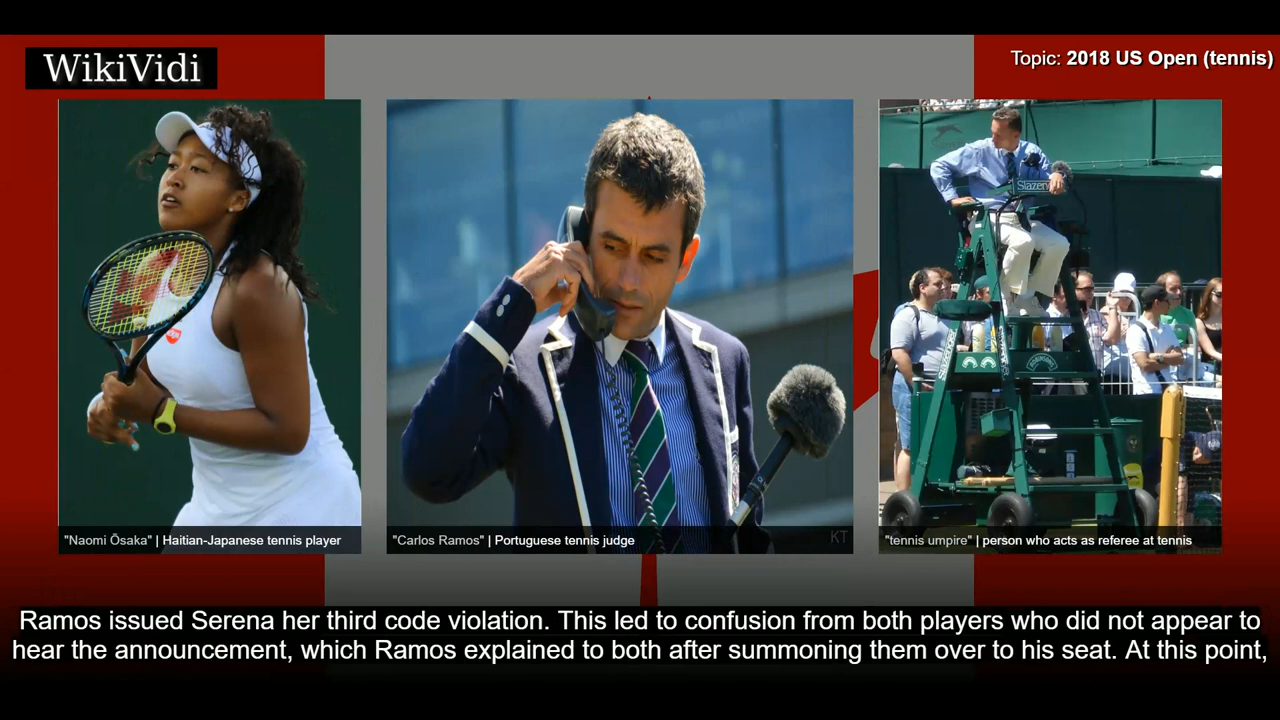 WikiVidi
Topic: 2018 US Open (tennis)
Slazen
"Naomi Ōsaka" | Haitian-Japanese tennis player
"Carlos Ramos" | Portuguese tennis judge
KT
"tennis umpire" | person who acts as referee at tennis
Ramos issued Serena her third code violation. This led to confusion from both players who did not appear to
hear the announcement, which Ramos explained to both after summoning them over to his seat. At this point,